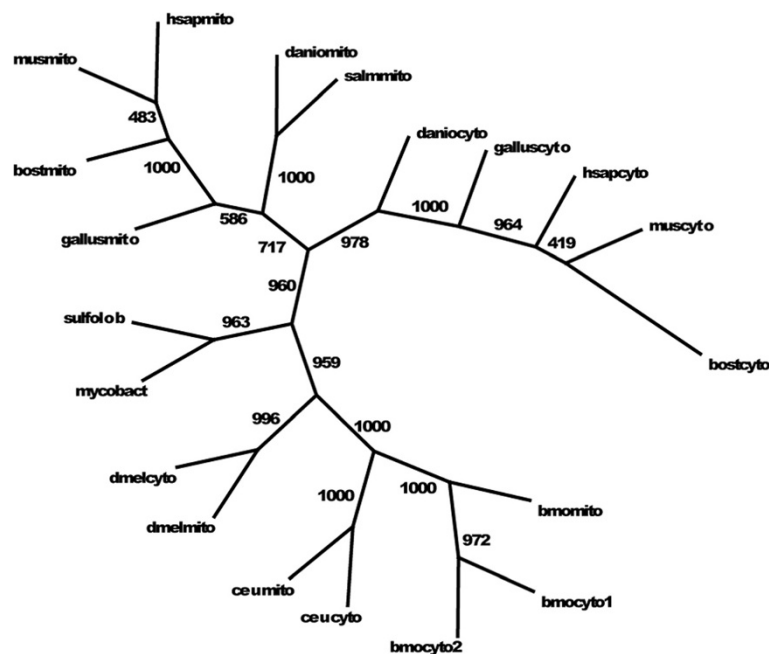 hsapmito
musmito
daniomito
salmmito
483
daniocyto
galluscyto
bostmito
1000
1000
hsapcyto
1000
964
muscyto
gallusmito
586
717
978
419
960
sulfolob
963
bostcyto
959
mycobact
996
1000
dmelcyto
1000
1000
bmomito
dmelmito
972
ceumito
bmocyto1
ceucyto
bmocyto2